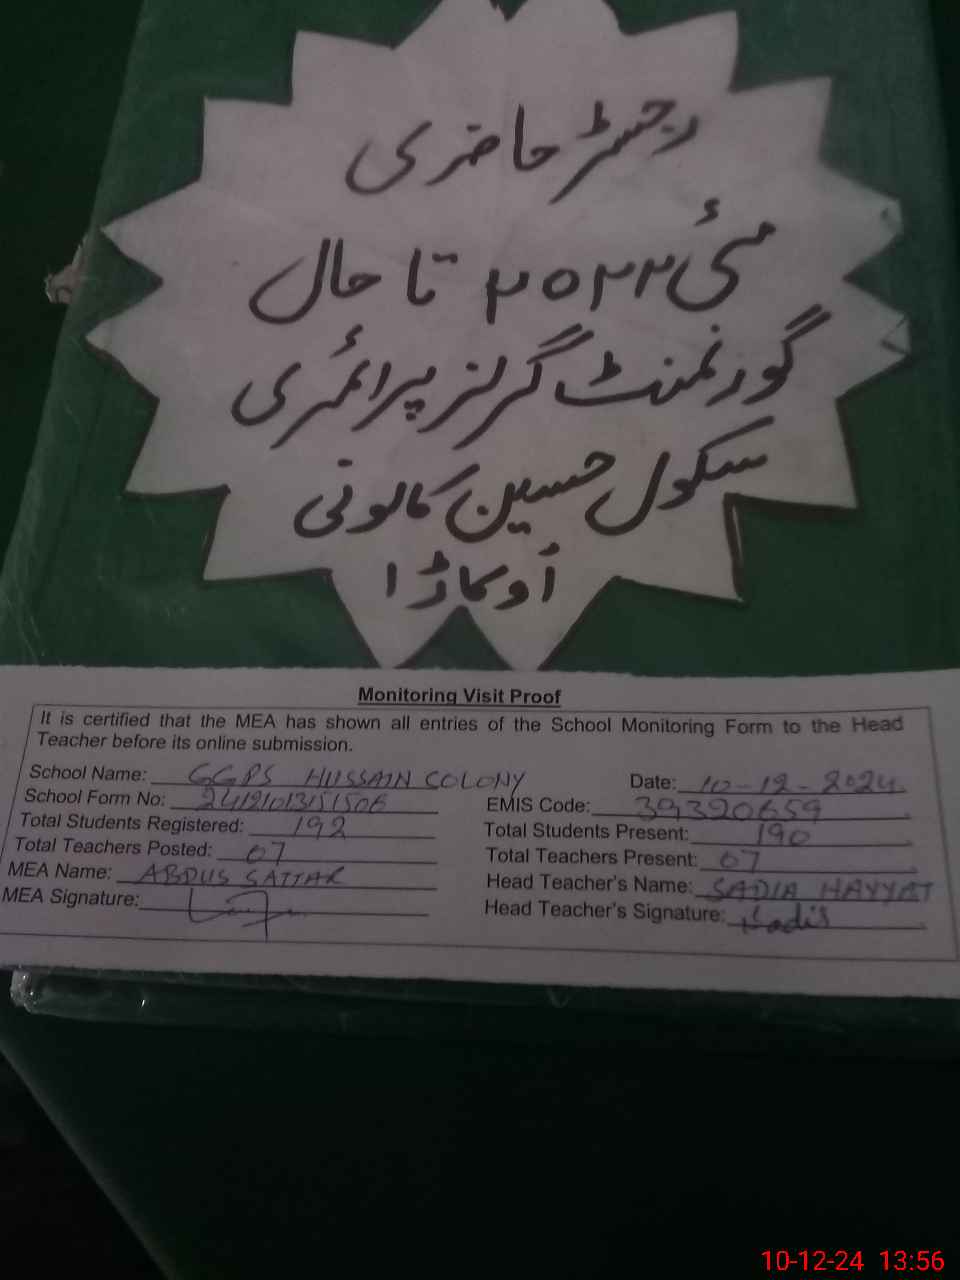 رجسٹر حاضری
مئی ۲۰۲۲ تا حال
گورنمنٹ گرلز پرائمری
سکول حسین کالونی
اوکاڑا
Monitoring Visit Proof
It is certified that the MEA has shown all entries of the School Monitoring Form to the Head
Teacher before its online submission.
School Name: GGPS HUSSAIN COLONY Date: 10-12-2024
School Form No: EMIS Code: 39320659
Total Students Registered: 192 Total Students Present: 190
Total Teachers Posted: 07 Total Teachers Present: 07
MEA Name: ABDUS SATTAR Head Teacher's Name: SADIA HAYYAT
MEA Signature: Head Teacher's Signature: Sadia
10-12-24 13:56